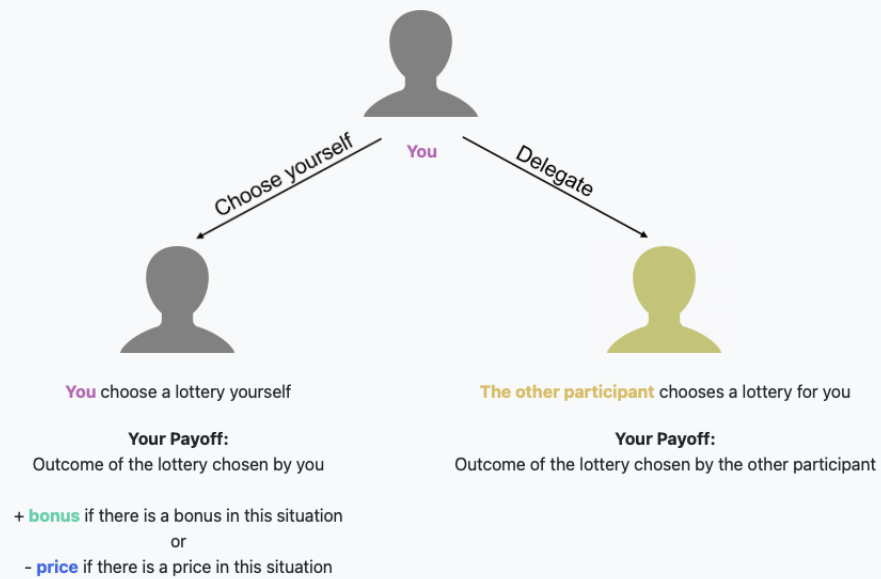 You
Choose yourself
Delegate
You choose a lottery yourself
The other participant chooses a lottery for you
Your Payoff:
Outcome of the lottery chosen by you
Your Payoff:
Outcome of the lottery chosen by the other participant
+ bonus if there is a bonus in this situation
or
- price if there is a price in this situation